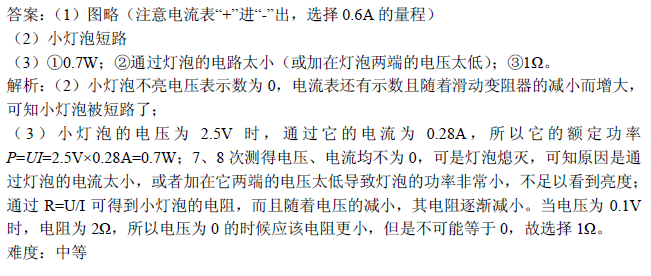 答案：（1）图略（注意电流表“+”进“-”出，选择 0.6A 的量程）
（2）小灯泡短路
（3）①0.7W；②通过灯泡的电路太小（或加在灯泡两端的电压太低）；③1Ω。
解析：（2）小灯泡不亮电压表示数为 0，电流表还有示数且随着滑动变阻器的减小而增大，
可知小灯泡被短路了；
（3）小灯泡的电压为 2.5V 时，通过它的电流为 0.28A，所以它的额定功率
P=UI=2.5V×0.28A=0.7W；7、8 次测得电压、电流均不为 0，可是灯泡熄灭，可知原因是通
过灯泡的电流太小，或者加在它两端的电压太低导致灯泡的功率非常小，不足以看到亮度；
通过 R=U/I 可得到小灯泡的电阻，而且随着电压的减小，其电阻逐渐减小。当电压为 0.1V
时，电阻为 2Ω，所以电压为 0 的时候应该电阻更小，但是不可能等于 0，故选择 1Ω。
难度：中等